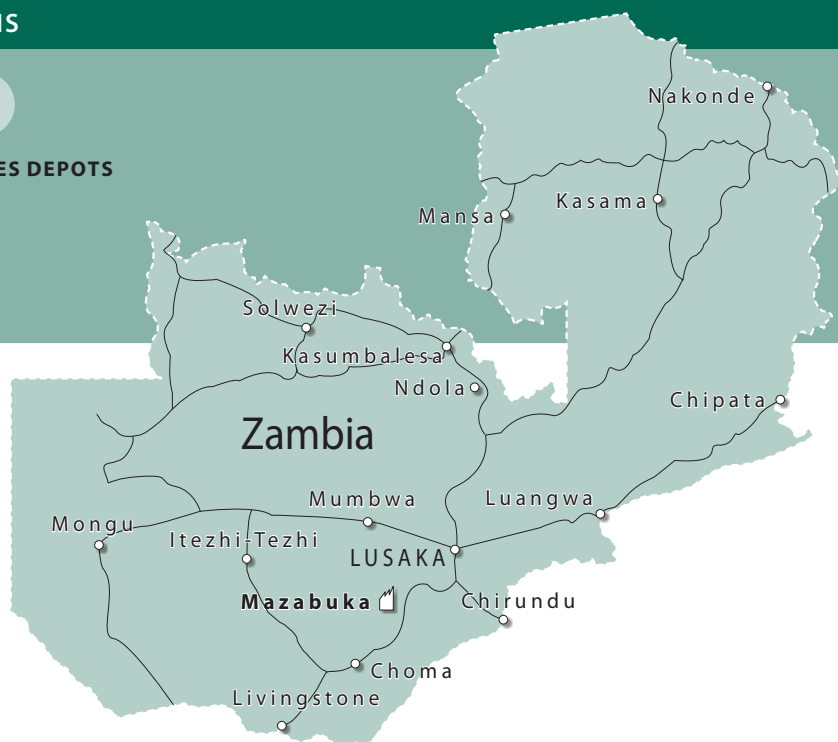 ES DEPOTS
Nakonde
Kasama
Mansa
Solwezi
Kasumbalesa
Ndola
Chipata
Zambia
Mumbwa
Luangwa
Mongu
Itezhi-Tezhi
LUSAKA
Mazabuka
Chirundu
Choma
Livingstone